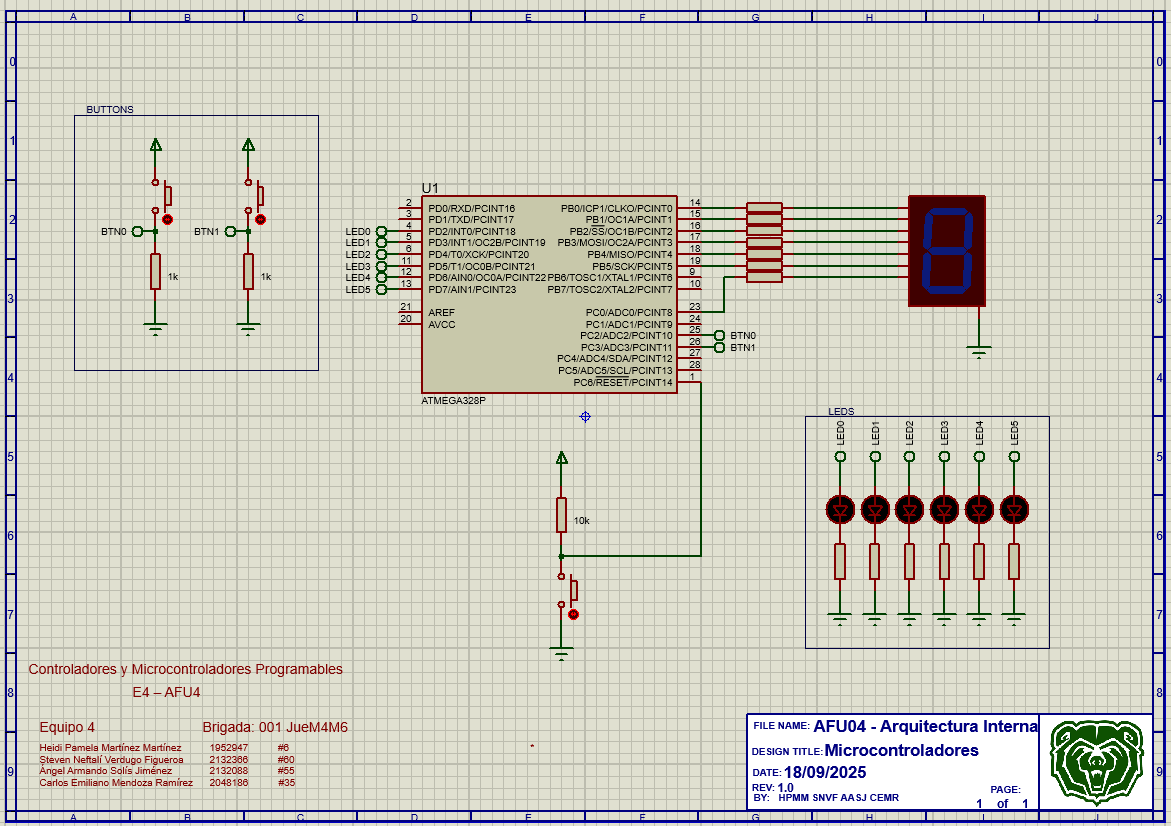 A B C D E F G H I J
0 0
1 1
2 2
3 3
4 4
5 5
6 6
7 7
8 8
9 9
BUTTONS
BTN0
1k
BTN1
1k
U1
2 PD0/RXD/PCINT16
3 PD1/TXD/PCINT17
LED0 4 PD2/INT0/PCINT18
LED1 5 PD3/INT1/OC2B/PCINT19
LED2 6 PD4/T0/XCK/PCINT20
LED3 11 PD5/T1/OC0B/PCINT21
LED4 12 PD6/AIN0/OC0A/PCINT22
LED5 13 PD7/AIN1/PCINT23
21 AREF
20 AVCC
PB0/ICP1/CLKO/PCINT0 14
PB1/OC1A/PCINT1 15
PB2/SS/OC1B/PCINT2 16
PB3/MOSI/OC2A/PCINT3 17
PB4/MISO/PCINT4 18
PB5/SCK/PCINT5 19
PB6/TOSC1/XTAL1/PCINT6 9
PB7/TOSC2/XTAL2/PCINT7 10
PC0/ADC0/PCINT8 23
PC1/ADC1/PCINT9 24
PC2/ADC2/PCINT10 25 BTN0
PC3/ADC3/PCINT11 26 BTN1
PC4/ADC4/SDA/PCINT12 27
PC5/ADC5/SCL/PCINT13 28
PC6/RESET/PCINT14 1
ATMEGA328P
10k
LEDS
LED0 LED1 LED2 LED3 LED4 LED5
Controladores y Microcontroladores Programables
E4 – AFU4
Equipo 4 Brigada: 001 JueM4M6
Heidi Pamela Martínez Martínez 1952947 #6
Steven Neftalí Verdugo Figueroa 2132366 #60
Ángel Armando Solís Jiménez 2132088 #55
Carlos Emiliano Mendoza Ramírez 2048186 #35
FILE NAME: AFU04 - Arquitectura Interna
DESIGN TITLE: Microcontroladores
DATE: 18/09/2025
REV: 1.0
BY: HPMM SNVF AASJ CEMR
PAGE:
1 of 1
A B C D E F G H I J